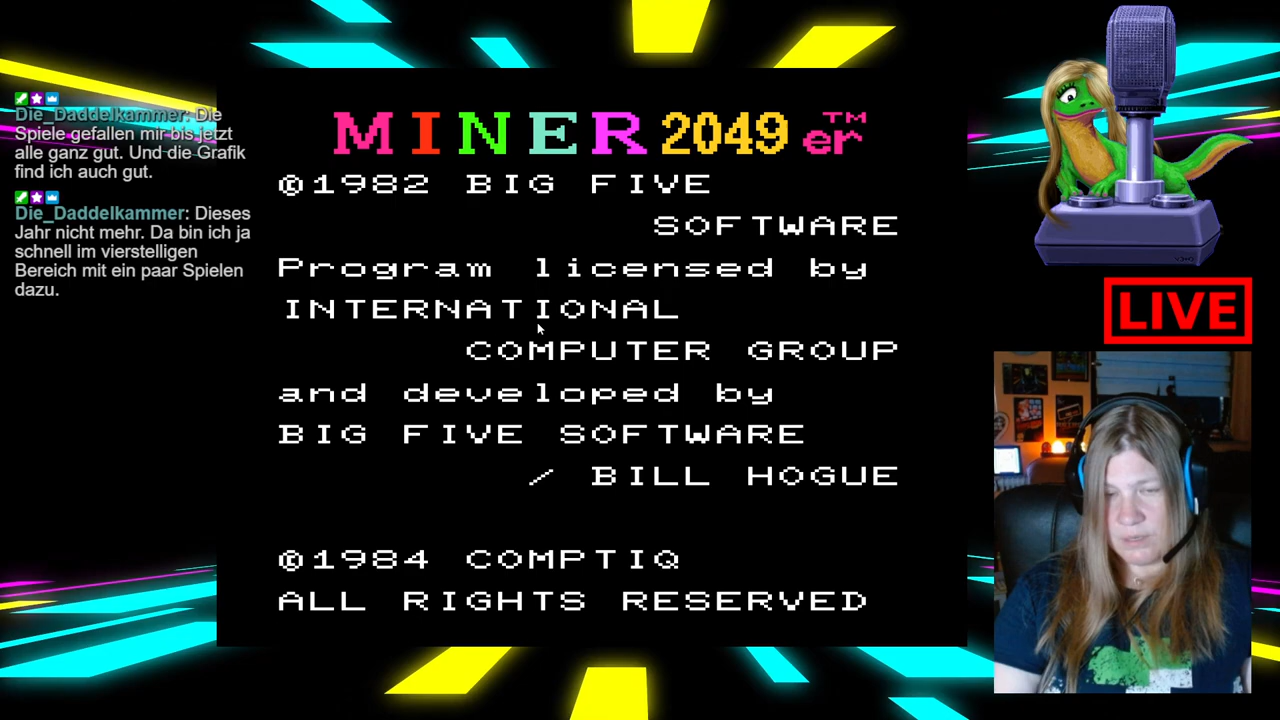 Die_Daddelkammer: Die
Spiele gefallen mir bis jetzt
alle ganz gut. Und die Grafik
find ich auch gut.
Die_Daddelkammer: Dieses
Jahr nicht mehr. Da bin ich ja
schnell im vierstelligen
Bereich mit ein paar Spielen
dazu.
MINER 2049er™
©1982 BIG FIVE
SOFTWARE
Program licensed by
INTERNATIONAL
COMPUTER GROUP
and developed by
BIG FIVE SOFTWARE
/ BILL HOGUE
©1984 COMPTIQ
ALL RIGHTS RESERVED
LIVE